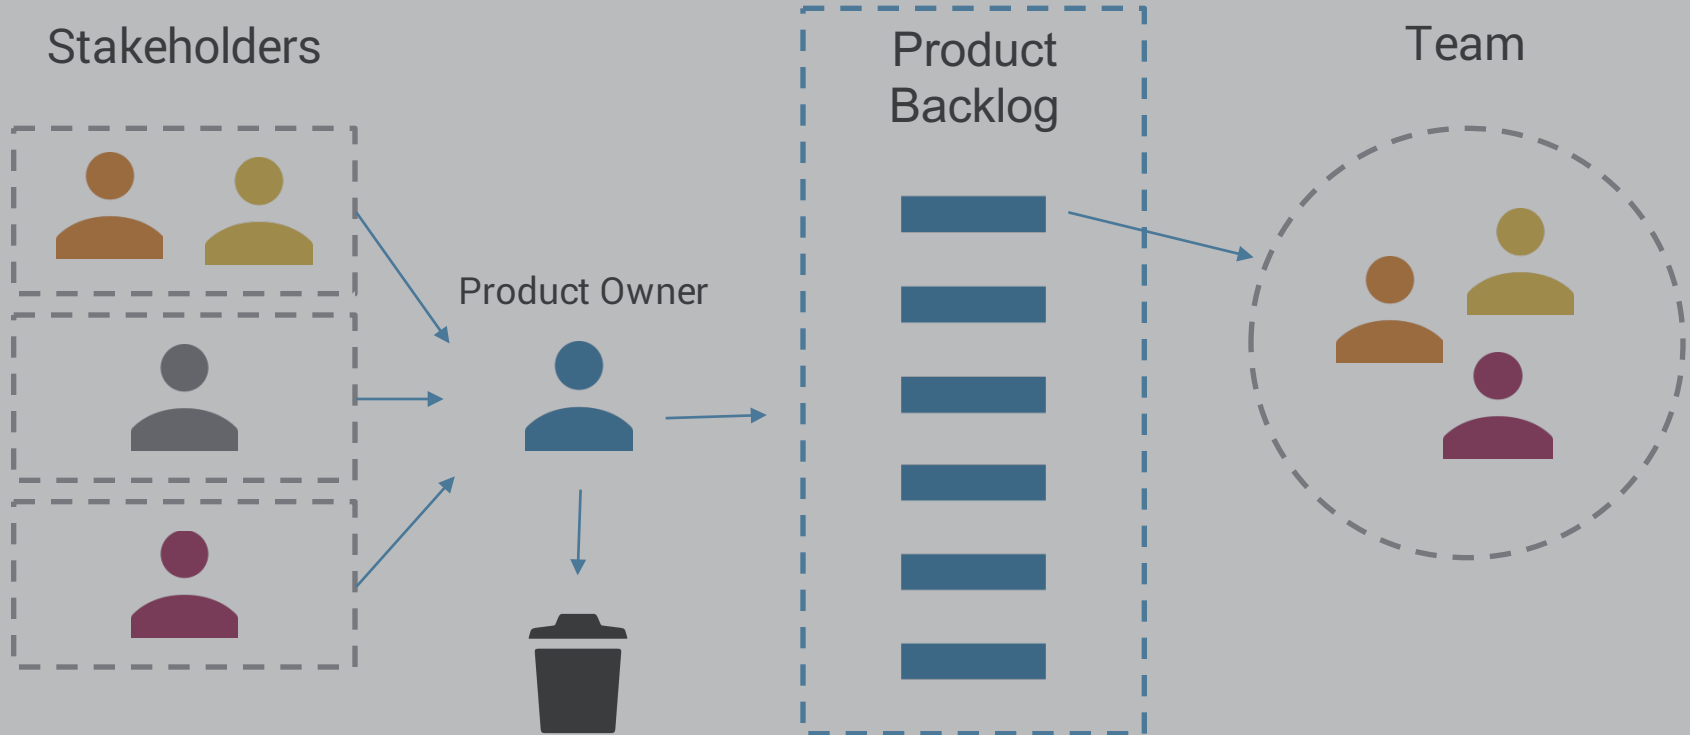 Stakeholders
Product Owner
Product
Backlog
Team